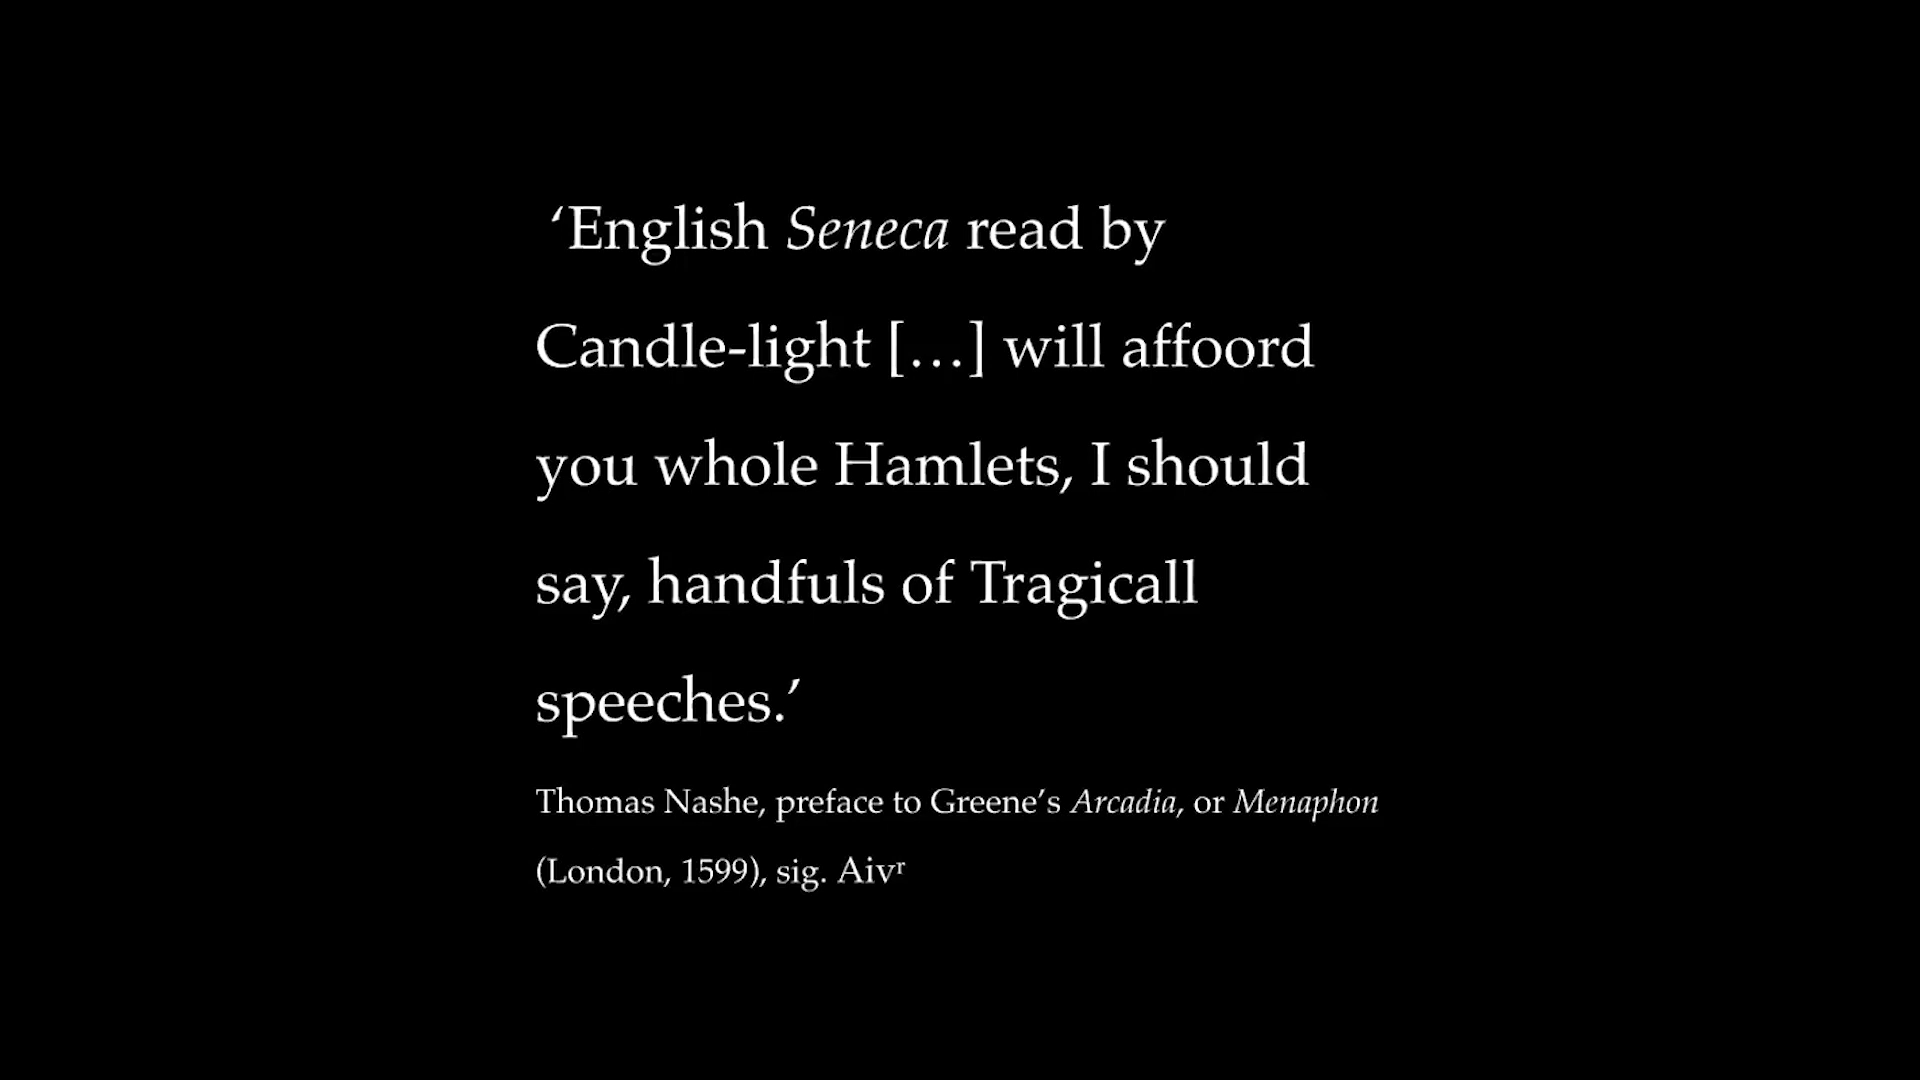 ‘English Seneca read by
Candle-light […] will affoord
you whole Hamlets, I should
say, handfuls of Tragicall
speeches.’
Thomas Nashe, preface to Greene’s Arcadia, or Menaphon
(London, 1599), sig. Aivʳ